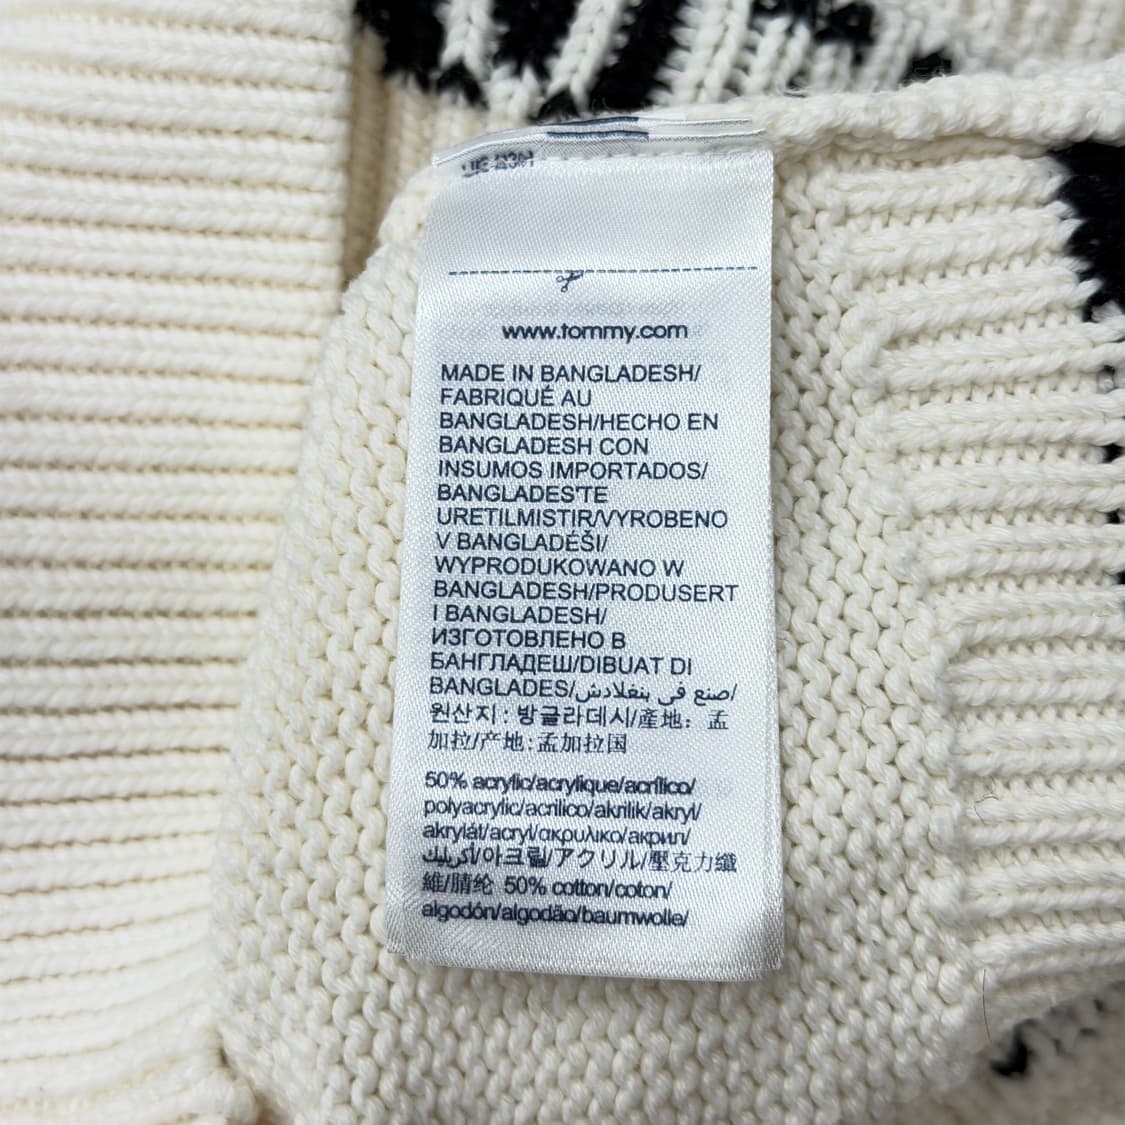 www.tommy.com
MADE IN BANGLADESH/
FABRIQUÉ AU
BANGLADESH/HECHO EN
BANGLADESH CON
INSUMOS IMPORTADOS/
BANGLADES'TE
URETILMISTIR/VYROBENO
V BANGLADÉŠI/
WYPRODUKOWANO W
BANGLADESH/PRODUSERT
I BANGLADESH/
ИЗГОТОВЛЕНО В
БАНГЛАДЕШ/DIBUAT DI
BANGLADES/صنع في بنغلادش/
원산지: 방글라데시/產地: 孟
加拉/产地:孟加拉国
50% acrylic/acrylique/acrílico/
polyacrylic/acrilico/akrilik/akryl/
akrylát/acryl/ακρυλικο/акрил/
اكريليك/아크릴/アクリル/壓克力纖
維/腈纶 50% cotton/coton/
algodón/algodão/baumwolle/